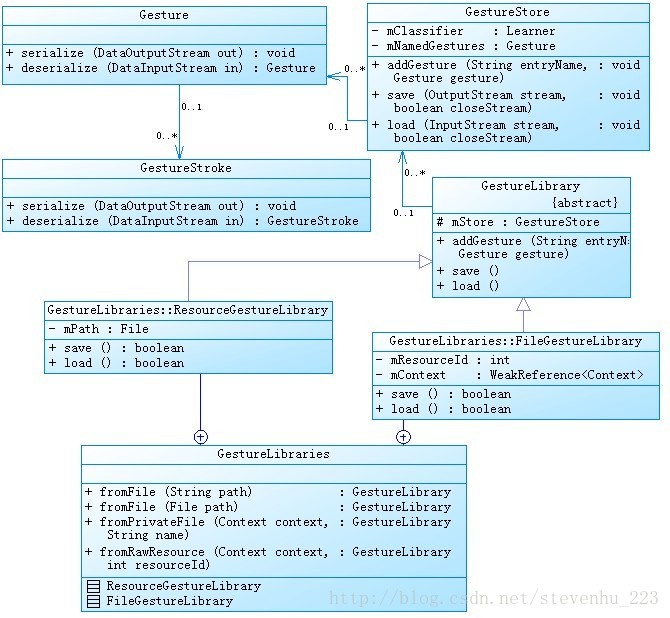 Gesture
+ serialize (DataOutputStream out) : void
+ deserialize (DataInputStream in) : Gesture
GestureStore
- mClassifier : Learner
- mNamedGestures : Gesture
+ addGesture (String entryName, : void
Gesture gesture)
+ save (OutputStream stream, : void
boolean closeStream)
+ load (InputStream stream, : void
boolean closeStream)
0..*
0..1
0..1
0..*
GestureStroke
+ serialize (DataOutputStream out) : void
+ deserialize (DataInputStream in) : GestureStroke
0..*
0..1
GestureLibrary
{abstract}
# mStore : GestureStore
+ addGesture (String entryN
Gesture gesture)
+ save ()
+ load ()
GestureLibraries::ResourceGestureLibrary
- mPath : File
+ save () : boolean
+ load () : boolean
GestureLibraries::FileGestureLibrary
- mResourceId : int
- mContext : WeakReference<Context>
+ save () : boolean
+ load () : boolean
GestureLibraries
+ fromFile (String path) : GestureLibrary
+ fromFile (File path) : GestureLibrary
+ fromPrivateFile (Context context, : GestureLibrary
String name)
+ fromRawResource (Context context, : GestureLibrary
int resourceId)
ResourceGestureLibrary
FileGestureLibrary
http://blog.csdn.net/stevenhu_223